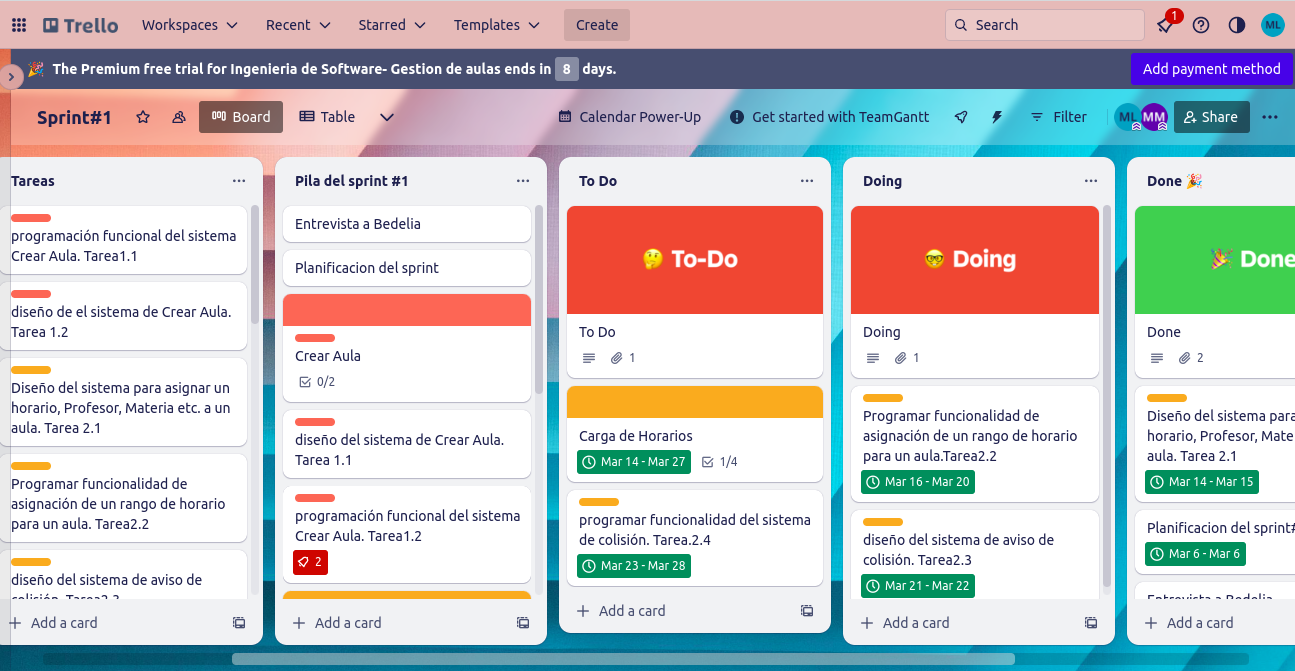 Trello Workspaces Recent Starred Templates Create Search 1 ML
🎉 The Premium free trial for Ingenieria de Software- Gestion de aulas ends in 8 days. Add payment method
Sprint#1 Board Table Calendar Power-Up Get started with TeamGantt Filter ML MM Share
Tareas
programación funcional del sistema
Crear Aula. Tarea1.1
diseño de el sistema de Crear Aula.
Tarea 1.2
Diseño del sistema para asignar un
horario, Profesor, Materia etc. a un
aula. Tarea 2.1
Programar funcionalidad de
asignación de un rango de horario
para un aula. Tarea2.2
diseño del sistema de aviso de
colisión. Tarea2.3
Add a card
Pila del sprint #1
Entrevista a Bedelia
Planificacion del sprint
Crear Aula
0/2
diseño del sistema de Crear Aula.
Tarea 1.1
programación funcional del sistema
Crear Aula. Tarea1.2
2
Add a card
To Do
🤔 To-Do
To Do
1
Carga de Horarios
Mar 14 - Mar 27 1/4
programar funcionalidad del sistema
de colisión. Tarea.2.4
Mar 23 - Mar 28
Add a card
Doing
🤓 Doing
Doing
1
Programar funcionalidad de
asignación de un rango de horario
para un aula.Tarea2.2
Mar 16 - Mar 20
diseño del sistema de aviso de
colisión. Tarea2.3
Mar 21 - Mar 22
Add a card
Done 🎉
🎉 Done
Done
2
Diseño del sistema para
horario, Profesor, Mate
aula. Tarea 2.1
Mar 14 - Mar 15
Planificacion del sprint#
Mar 6 - Mar 6
Entrevista a Bedelia
Add a card